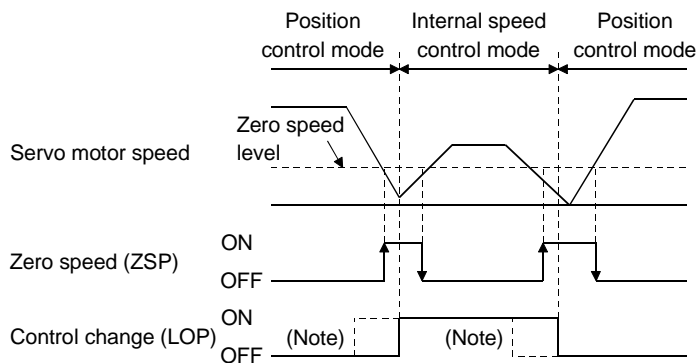 Position
control mode
Internal speed
control mode
Position
control mode
Zero speed
level
Servo motor speed
ON
Zero speed (ZSP)
OFF
ON
Control change (LOP)
(Note)
(Note)
OFF